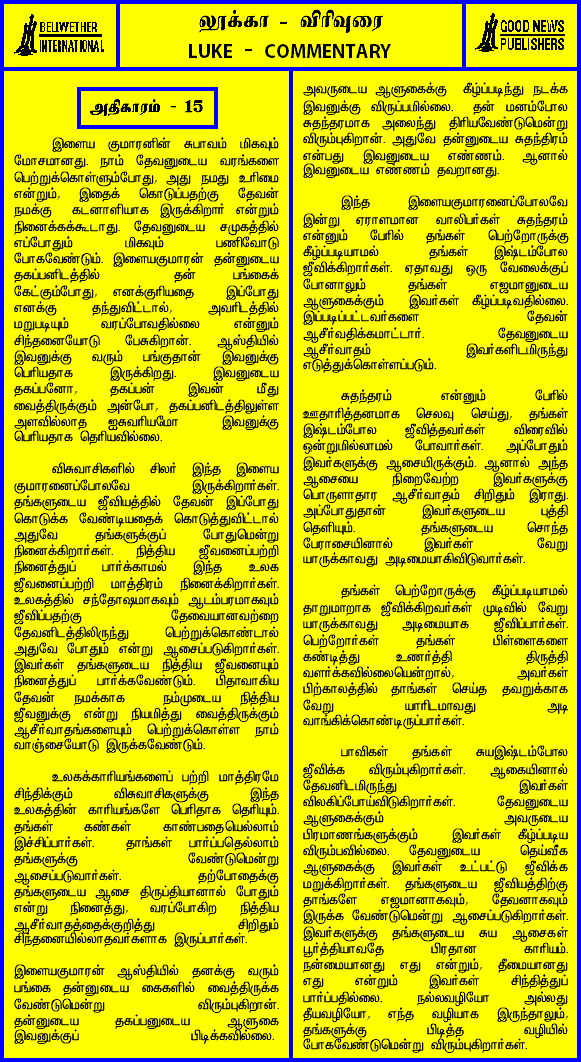 BELLWETHER
INTERNATIONAL
லூக்கா - விரிவுரை
LUKE - COMMENTARY
GOOD NEWS
PUBLISHERS
அதிகாரம் - 15
இளைய குமாரனின் சுபாவம் மிகவும்
மோசமானது. நாம் தேவனுடைய வரங்களை
பெற்றுக்கொள்ளும்போது, அது நமது உரிமை
என்றும், இதைக் கொடுப்பதற்கு தேவன்
நமக்கு கடனாளியாக இருக்கிறார் என்றும்
நினைக்கக்கூடாது. தேவனுடைய சமுகத்தில்
எப்போதும் மிகவும் பணிவோடு
போகவேண்டும். இளையகுமாரன் தன்னுடைய
தகப்பனிடத்தில் தன் பங்கைக்
கேட்கும்போது, எனக்குரியதை இப்போது
எனக்கு தந்துவிட்டால், அவரிடத்தில்
மறுபடியும் வரப்போவதில்லை என்னும்
சிந்தனையோடு பேசுகிறான். ஆஸ்தியில்
இவனுக்கு வரும் பங்குதான் இவனுக்கு
பெரியதாக இருக்கிறது. இவனுடைய
தகப்பனோ, தகப்பன் இவன் மீது
வைத்திருக்கும் அன்போ, தகப்பனிடத்திலுள்ள
அளவில்லாத ஐசுவரியமோ இவனுக்கு
பெரியதாக தெரியவில்லை.
விசுவாசிகளில் சிலர் இந்த இளைய
குமாரனைப்போலவே இருக்கிறார்கள்.
தங்களுடைய ஜீவியத்தில் தேவன் இப்போது
கொடுக்க வேண்டியதைக் கொடுத்துவிட்டால்
அதுவே தங்களுக்குப் போதுமென்று
நினைக்கிறார்கள். நித்திய ஜீவனைப்பற்றி
நினைத்துப் பார்க்காமல் இந்த உலக
ஜீவனைப்பற்றி மாத்திரம் நினைக்கிறார்கள்.
உலகத்தில் சந்தோஷமாகவும் ஆடம்பரமாகவும்
ஜீவிப்பதற்கு தேவையானவற்றை
தேவனிடத்திலிருந்து பெற்றுக்கொண்டால்
அதுவே போதும் என்று ஆசைப்படுகிறார்கள்.
இவர்கள் தங்களுடைய நித்திய ஜீவனையும்
நினைத்துப் பார்க்கவேண்டும். பிதாவாகிய
தேவன் நமக்காக நம்முடைய நித்திய
ஜீவனுக்கு என்று நியமித்து வைத்திருக்கும்
ஆசீர்வாதங்களையும் பெற்றுக்கொள்ள நாம்
வாஞ்சையோடு இருக்கவேண்டும்.
உலகக்காரியங்களைப் பற்றி மாத்திரமே
சிந்திக்கும் விசுவாசிகளுக்கு இந்த
உலகத்தின் காரியங்களே பெரிதாக தெரியும்.
தங்கள் கண்கள் காண்பதையெல்லாம்
இச்சிப்பார்கள். தாங்கள் பார்ப்பதெல்லாம்
தங்களுக்கு வேண்டுமென்று
ஆசைப்படுவார்கள். தற்போதைக்கு
தங்களுடைய ஆசை திருப்தியானால் போதும்
என்று நினைத்து, வரப்போகிற நித்திய
ஆசீர்வாதத்தைக்குறித்து சிறிதும்
சிந்தனையில்லாதவர்களாக இருப்பார்கள்.
இளையகுமாரன் ஆஸ்தியில் தனக்கு வரும்
பங்கை தன்னுடைய கைகளில் வைத்திருக்க
வேண்டுமென்று விரும்புகிறான்.
தன்னுடைய தகப்பனுடைய ஆளுகை
இவனுக்குப் பிடிக்கவில்லை.
அவருடைய ஆளுகைக்கு கீழ்ப்படிந்து நடக்க
இவனுக்கு விருப்பமில்லை. தன் மனம்போல
சுதந்தரமாக அலைந்து திரியவேண்டுமென்று
விரும்புகிறான். அதுவே தன்னுடைய சுதந்திரம்
என்பது இவனுடைய எண்ணம். ஆனால்
இவனுடைய எண்ணம் தவறானது.
இந்த இளையகுமாரனைப்போலவே
இன்று ஏராளமான வாலிபர்கள் சுதந்தரம்
என்னும் பேரில் தங்கள் பெற்றோருக்கு
கீழ்ப்படியாமல் தங்கள் இஷ்டம்போல
ஜீவிக்கிறார்கள். ஏதாவது ஒரு வேலைக்குப்
போனாலும் தங்கள் எஜமானுடைய
ஆளுகைக்கும் இவர்கள் கீழ்ப்படிவதில்லை.
இப்படிப்பட்டவர்களை தேவன்
ஆசீர்வதிக்கமாட்டார். தேவனுடைய
ஆசீர்வாதம் இவர்களிடமிருந்து
எடுத்துக்கொள்ளப்படும்.
சுதந்தரம் என்னும் பேரில்
ஊதாரித்தனமாக செலவு செய்து, தங்கள்
இஷ்டம்போல ஜீவித்தவர்கள் விரைவில்
ஒன்றுமில்லாமல் போவார்கள். அப்போதும்
இவர்களுக்கு ஆசையிருக்கும். ஆனால் அந்த
ஆசையை நிறைவேற்ற இவர்களுக்கு
பொருளாதார ஆசீர்வாதம் சிறிதும் இராது.
அப்போதுதான் இவர்களுடைய புத்தி
தெளியும். தங்களுடைய சொந்த
பேராசையினால் இவர்கள் வேறு
யாருக்காவது அடிமையாகிவிடுவார்கள்.
தங்கள் பெற்றோருக்கு கீழ்ப்படியாமல்
தாறுமாறாக ஜீவிக்கிறவர்கள் முடிவில் வேறு
யாருக்காவது அடிமையாக ஜீவிப்பார்கள்.
பெற்றோர்கள் தங்கள் பிள்ளைகளை
கண்டித்து உணர்த்தி திருத்தி
வளர்க்கவில்லையென்றால், அவர்கள்
பிற்காலத்தில் தாங்கள் செய்த தவறுக்காக
வேறு யாரிடமாவது அடி
வாங்கிக்கொண்டிருப்பார்கள்.
பாவிகள் தங்கள் சுயஇஷ்டம்போல
ஜீவிக்க விரும்புகிறார்கள். ஆகையினால்
தேவனிடமிருந்து இவர்கள்
விலகிப்போய்விடுகிறார்கள். தேவனுடைய
ஆளுகைக்கும் அவருடைய
பிரமாணங்களுக்கும் இவர்கள் கீழ்ப்படிய
விரும்பவில்லை. தேவனுடைய தெய்வீக
ஆளுகைக்கு இவர்கள் உட்பட்டு ஜீவிக்க
மறுக்கிறார்கள். தங்களுடைய ஜீவியத்திற்கு
தாங்களே எஜமானாகவும், தேவனாகவும்
இருக்க வேண்டுமென்று ஆசைப்படுகிறார்கள்.
இவர்களுக்கு தங்களுடைய சுய ஆசைகள்
பூர்த்தியாவதே பிரதான காரியம்.
நன்மையானது எது என்றும், தீமையானது
எது என்றும் இவர்கள் சிந்தித்துப்
பார்ப்பதில்லை. நல்லவழியோ அல்லது
தீயவழியோ, எந்த வழியாக இருந்தாலும்,
தங்களுக்கு பிடித்த வழியில்
போகவேண்டுமென்று விரும்புகிறார்கள்.